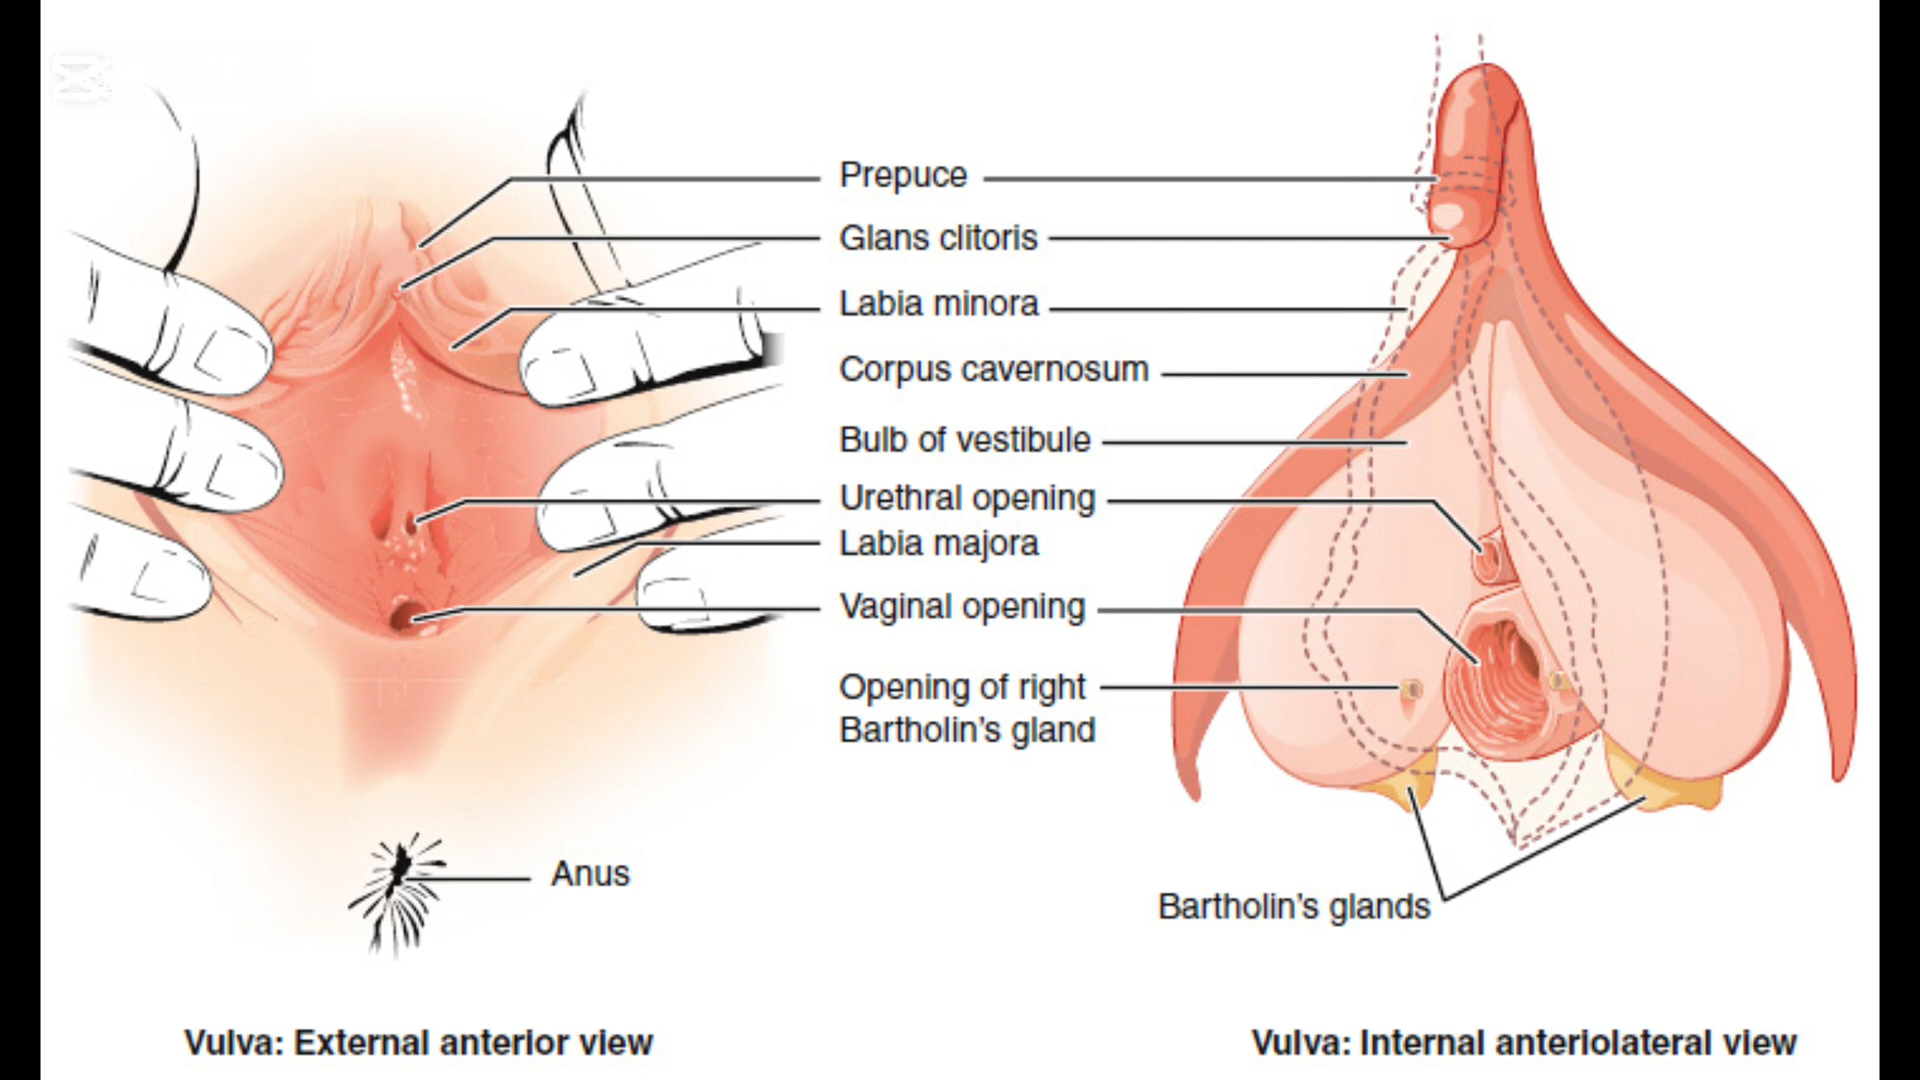 Prepuce
Glans clitoris
Labia minora
Corpus cavernosum
Bulb of vestibule
Urethral opening
Labia majora
Vaginal opening
Opening of right
Bartholin's gland
Anus
Bartholin's glands
Vulva: External anterior view
Vulva: Internal anteriolateral view